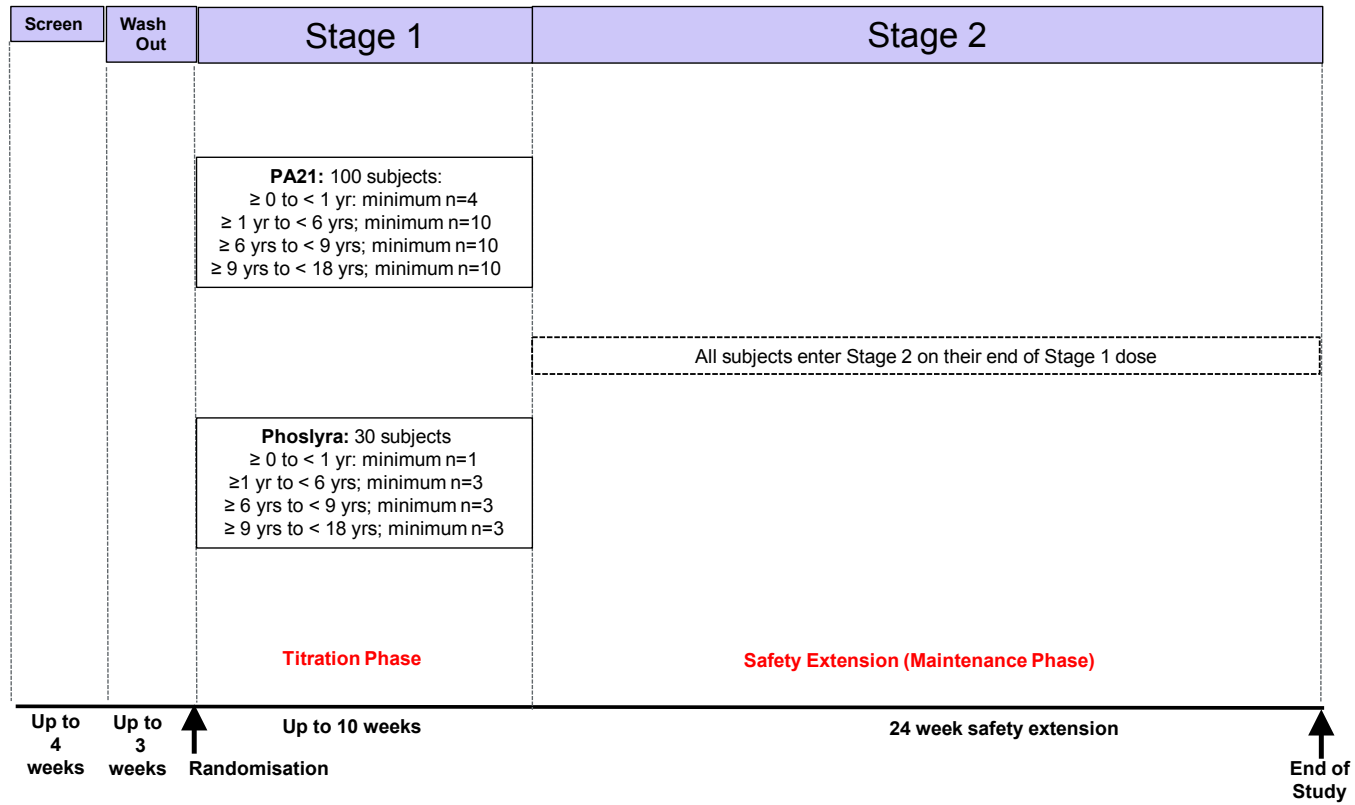 Screen
Wash
Out
Stage 1
Stage 2
PA21: 100 subjects:
≥ 0 to < 1 yr: minimum n=4
≥ 1 yr to < 6 yrs; minimum n=10
≥ 6 yrs to < 9 yrs; minimum n=10
≥ 9 yrs to < 18 yrs; minimum n=10
All subjects enter Stage 2 on their end of Stage 1 dose
Phoslyra: 30 subjects
≥ 0 to < 1 yr: minimum n=1
≥1 yr to < 6 yrs; minimum n=3
≥ 6 yrs to < 9 yrs; minimum n=3
≥ 9 yrs to < 18 yrs; minimum n=3
Titration Phase
Safety Extension (Maintenance Phase)
Up to
4
weeks
Up to
3
weeks
Randomisation
Up to 10 weeks
24 week safety extension
End of
Study